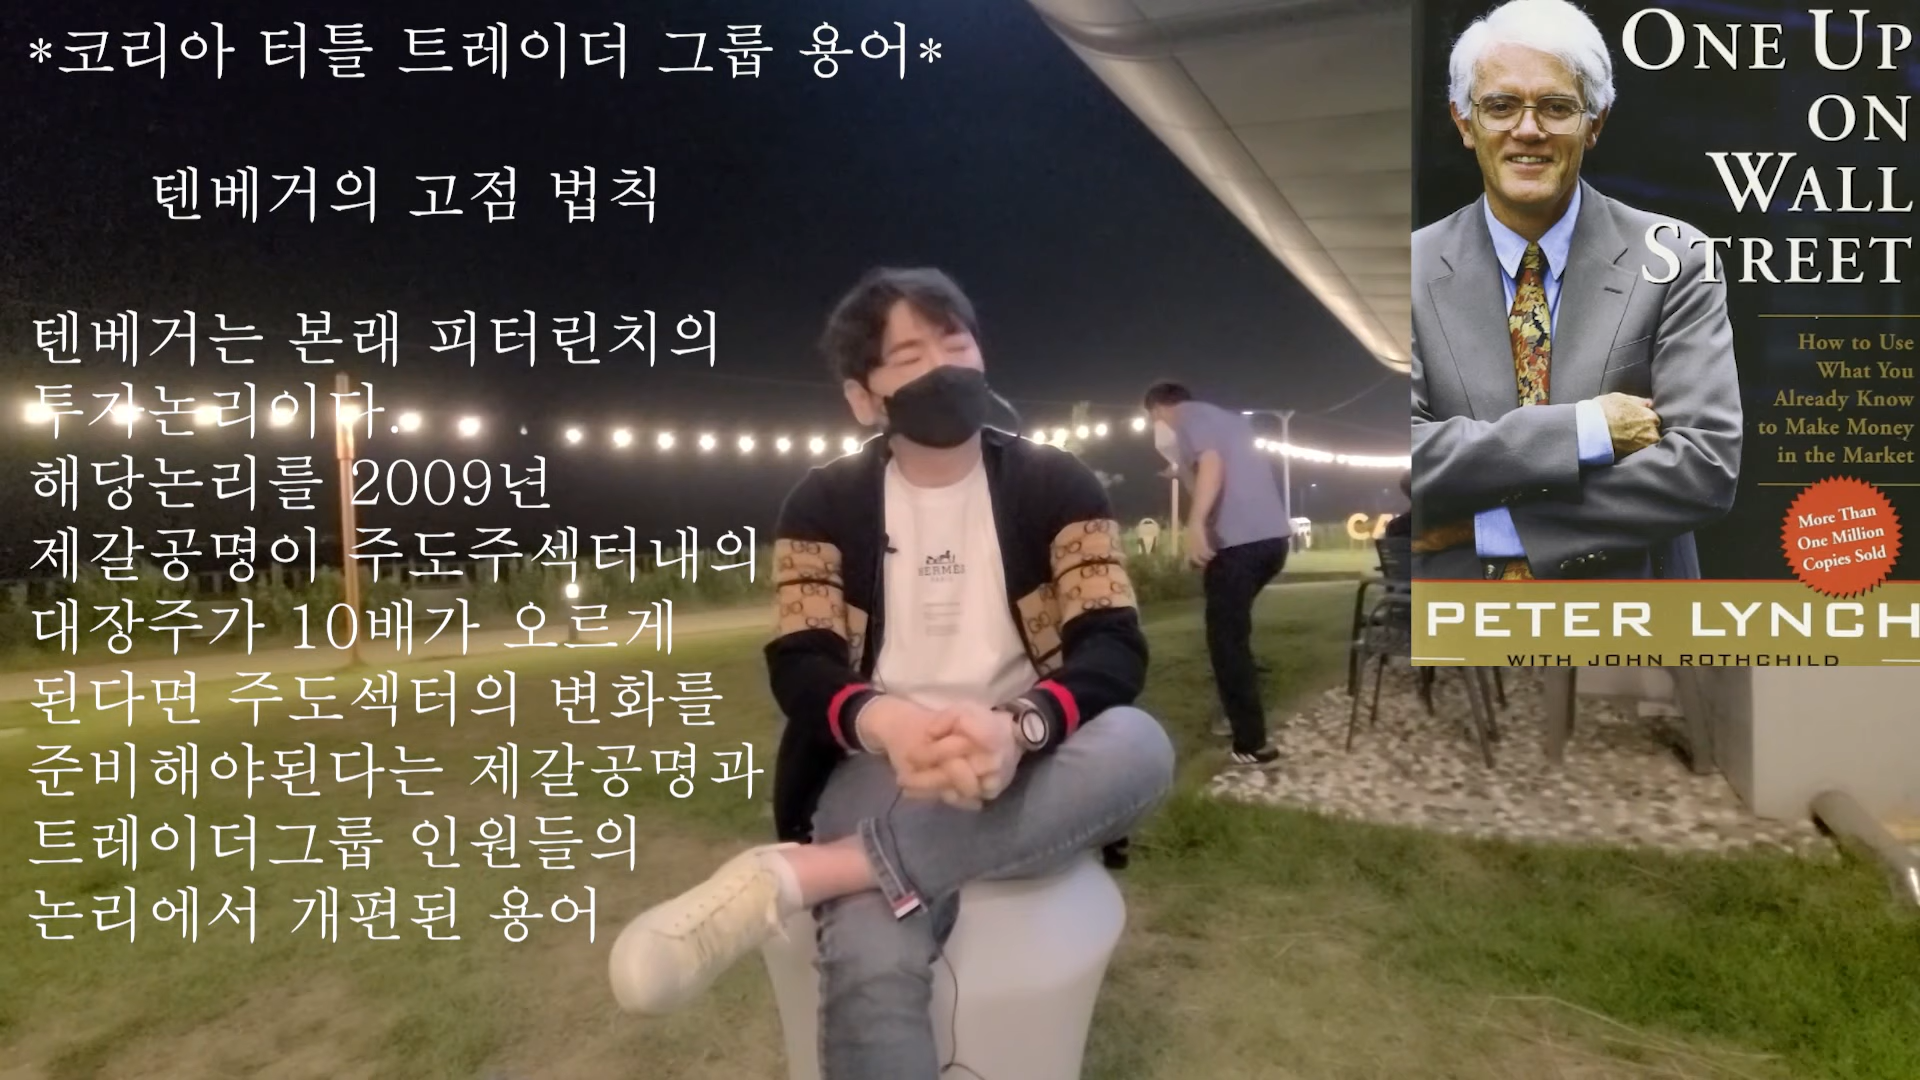 *코리아 터틀 트레이더 그룹 용어*
텐베거의 고점 법칙
텐베거는 본래 피터린치의
투자논리이다.
해당논리를 2009년
제갈공명이 주도주섹터내의
대장주가 10배가 오르게
된다면 주도섹터의 변화를
준비해야된다는 제갈공명과
트레이더그룹 인원들의
논리에서 개편된 용어
ONE UP
ON
WALL
STREET
How to Use
What You
Already Know
to Make Money
in the Market
More Than
One Million
Copies Sold
PETER LYNCH
WITH JOHN ROTHCHILD
HERMES
PARIS
CA